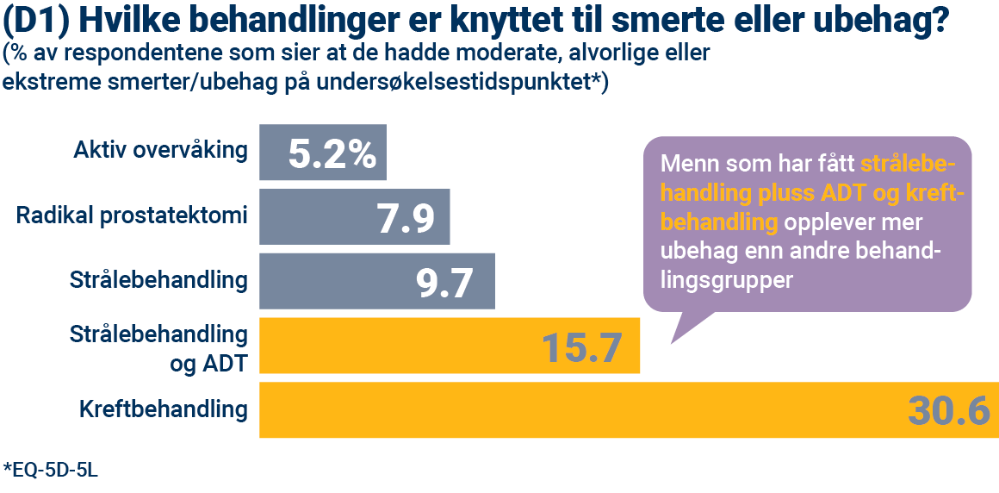 (D1) Hvilke behandlinger er knyttet til smerte eller ubehag?
(% av respondentene som sier at de hadde moderate, alvorlige eller
ekstreme smerter/ubehag på undersøkelsestidspunktet*)
Aktiv overvåking
5.2%
Radikal prostatektomi
7.9
Strålebehandling
9.7
Strålebehandling
og ADT
15.7
Kreftbehandling
30.6
Menn som har fått strålebe-
handling pluss ADT og kreft-
behandling opplever mer
ubehag enn andre behand-
lingsgrupper
*EQ-5D-5L